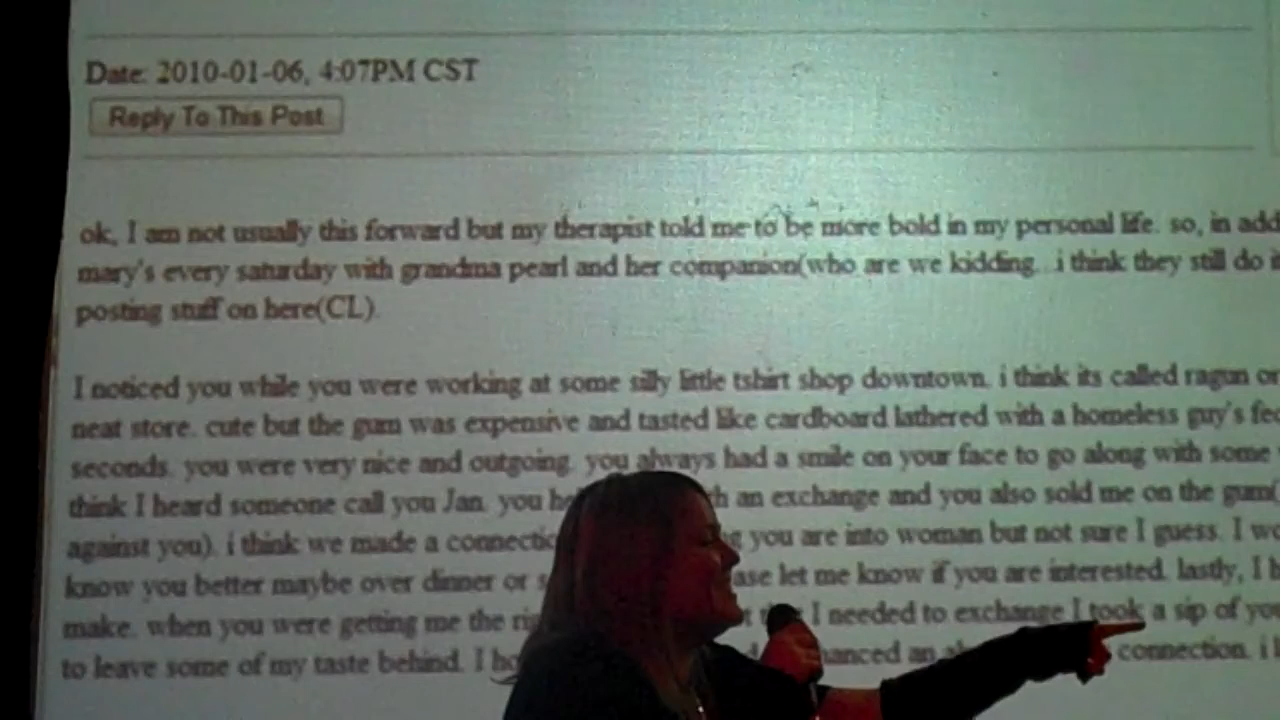 Date: 2010-01-06, 4:07PM CST
Reply To This Post
ok, I am not usually this forward but my therapist told me to be more bold in my personal life. so, in add
mary's every saturday with grandma pearl and her companion(who are we kidding...i think they still do i
posting stuff on here(CL).
I noticed you while you were working at some silly little tshirt shop downtown. i think its called ragun or
neat store. cute but the gum was expensive and tasted like cardboard lathered with a homeless guy's fec
seconds. you were very nice and outgoing. you always had a smile on your face to go along with some
think I heard someone call you Jan. you h an exchange and you also sold me on the gum(
against you). i think we made a connectio you are into woman but not sure I guess. I w
know you better maybe over dinner or s ase let me know if you are interested. lastly, I h
make. when you were getting me the ri I needed to exchange I took a sip of yo
to leave some of my taste behind. I ho an connection. i